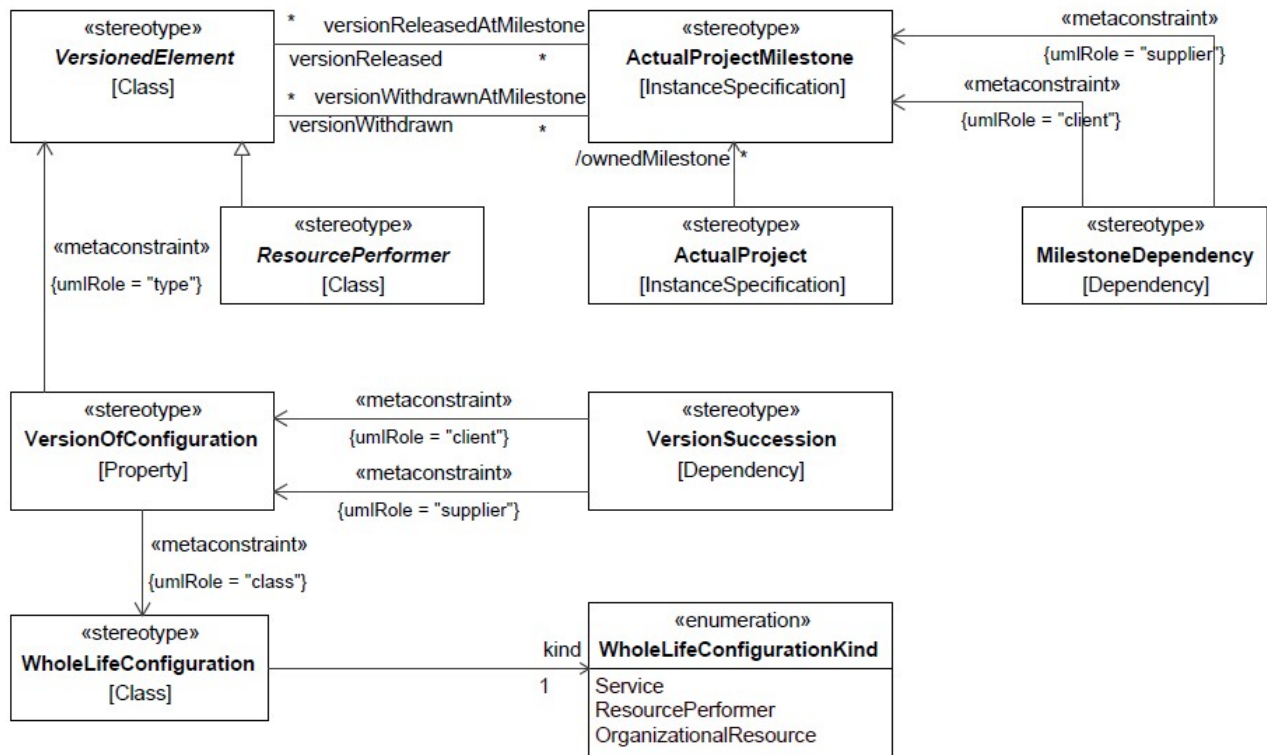 «stereotype»
VersionedElement
[Class]
* versionReleasedAtMilestone
versionReleased *
* versionWithdrawnAtMilestone
versionWithdrawn *
«stereotype»
ActualProjectMilestone
[InstanceSpecification]
«metaconstraint»
{umlRole = "supplier"}
«metaconstraint»
{umlRole = "client"}
/ownedMilestone *
«metaconstraint»
{umlRole = "type"}
«stereotype»
ResourcePerformer
[Class]
«stereotype»
ActualProject
[InstanceSpecification]
«stereotype»
MilestoneDependency
[Dependency]
«stereotype»
VersionOfConfiguration
[Property]
«metaconstraint»
{umlRole = "client"}
«metaconstraint»
{umlRole = "supplier"}
«stereotype»
VersionSuccession
[Dependency]
«metaconstraint»
{umlRole = "class"}
«stereotype»
WholeLifeConfiguration
[Class]
kind
1
«enumeration»
WholeLifeConfigurationKind
Service
ResourcePerformer
OrganizationalResource